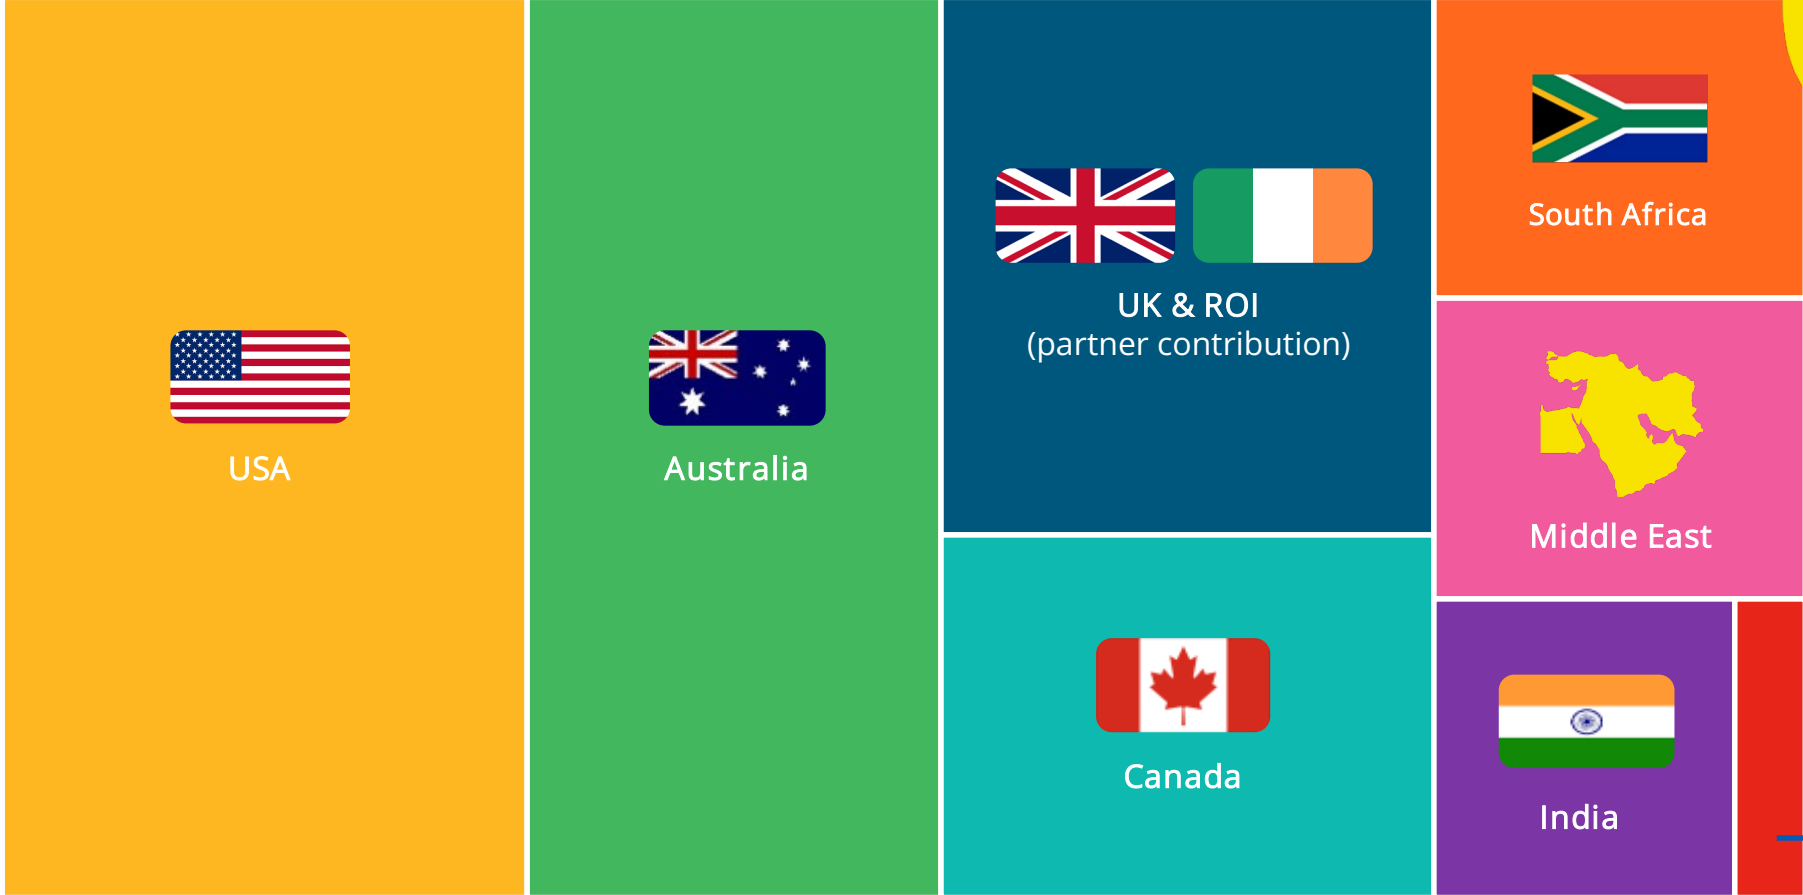 USA
Australia
UK & ROI
(partner contribution)
Canada
South Africa
Middle East
India